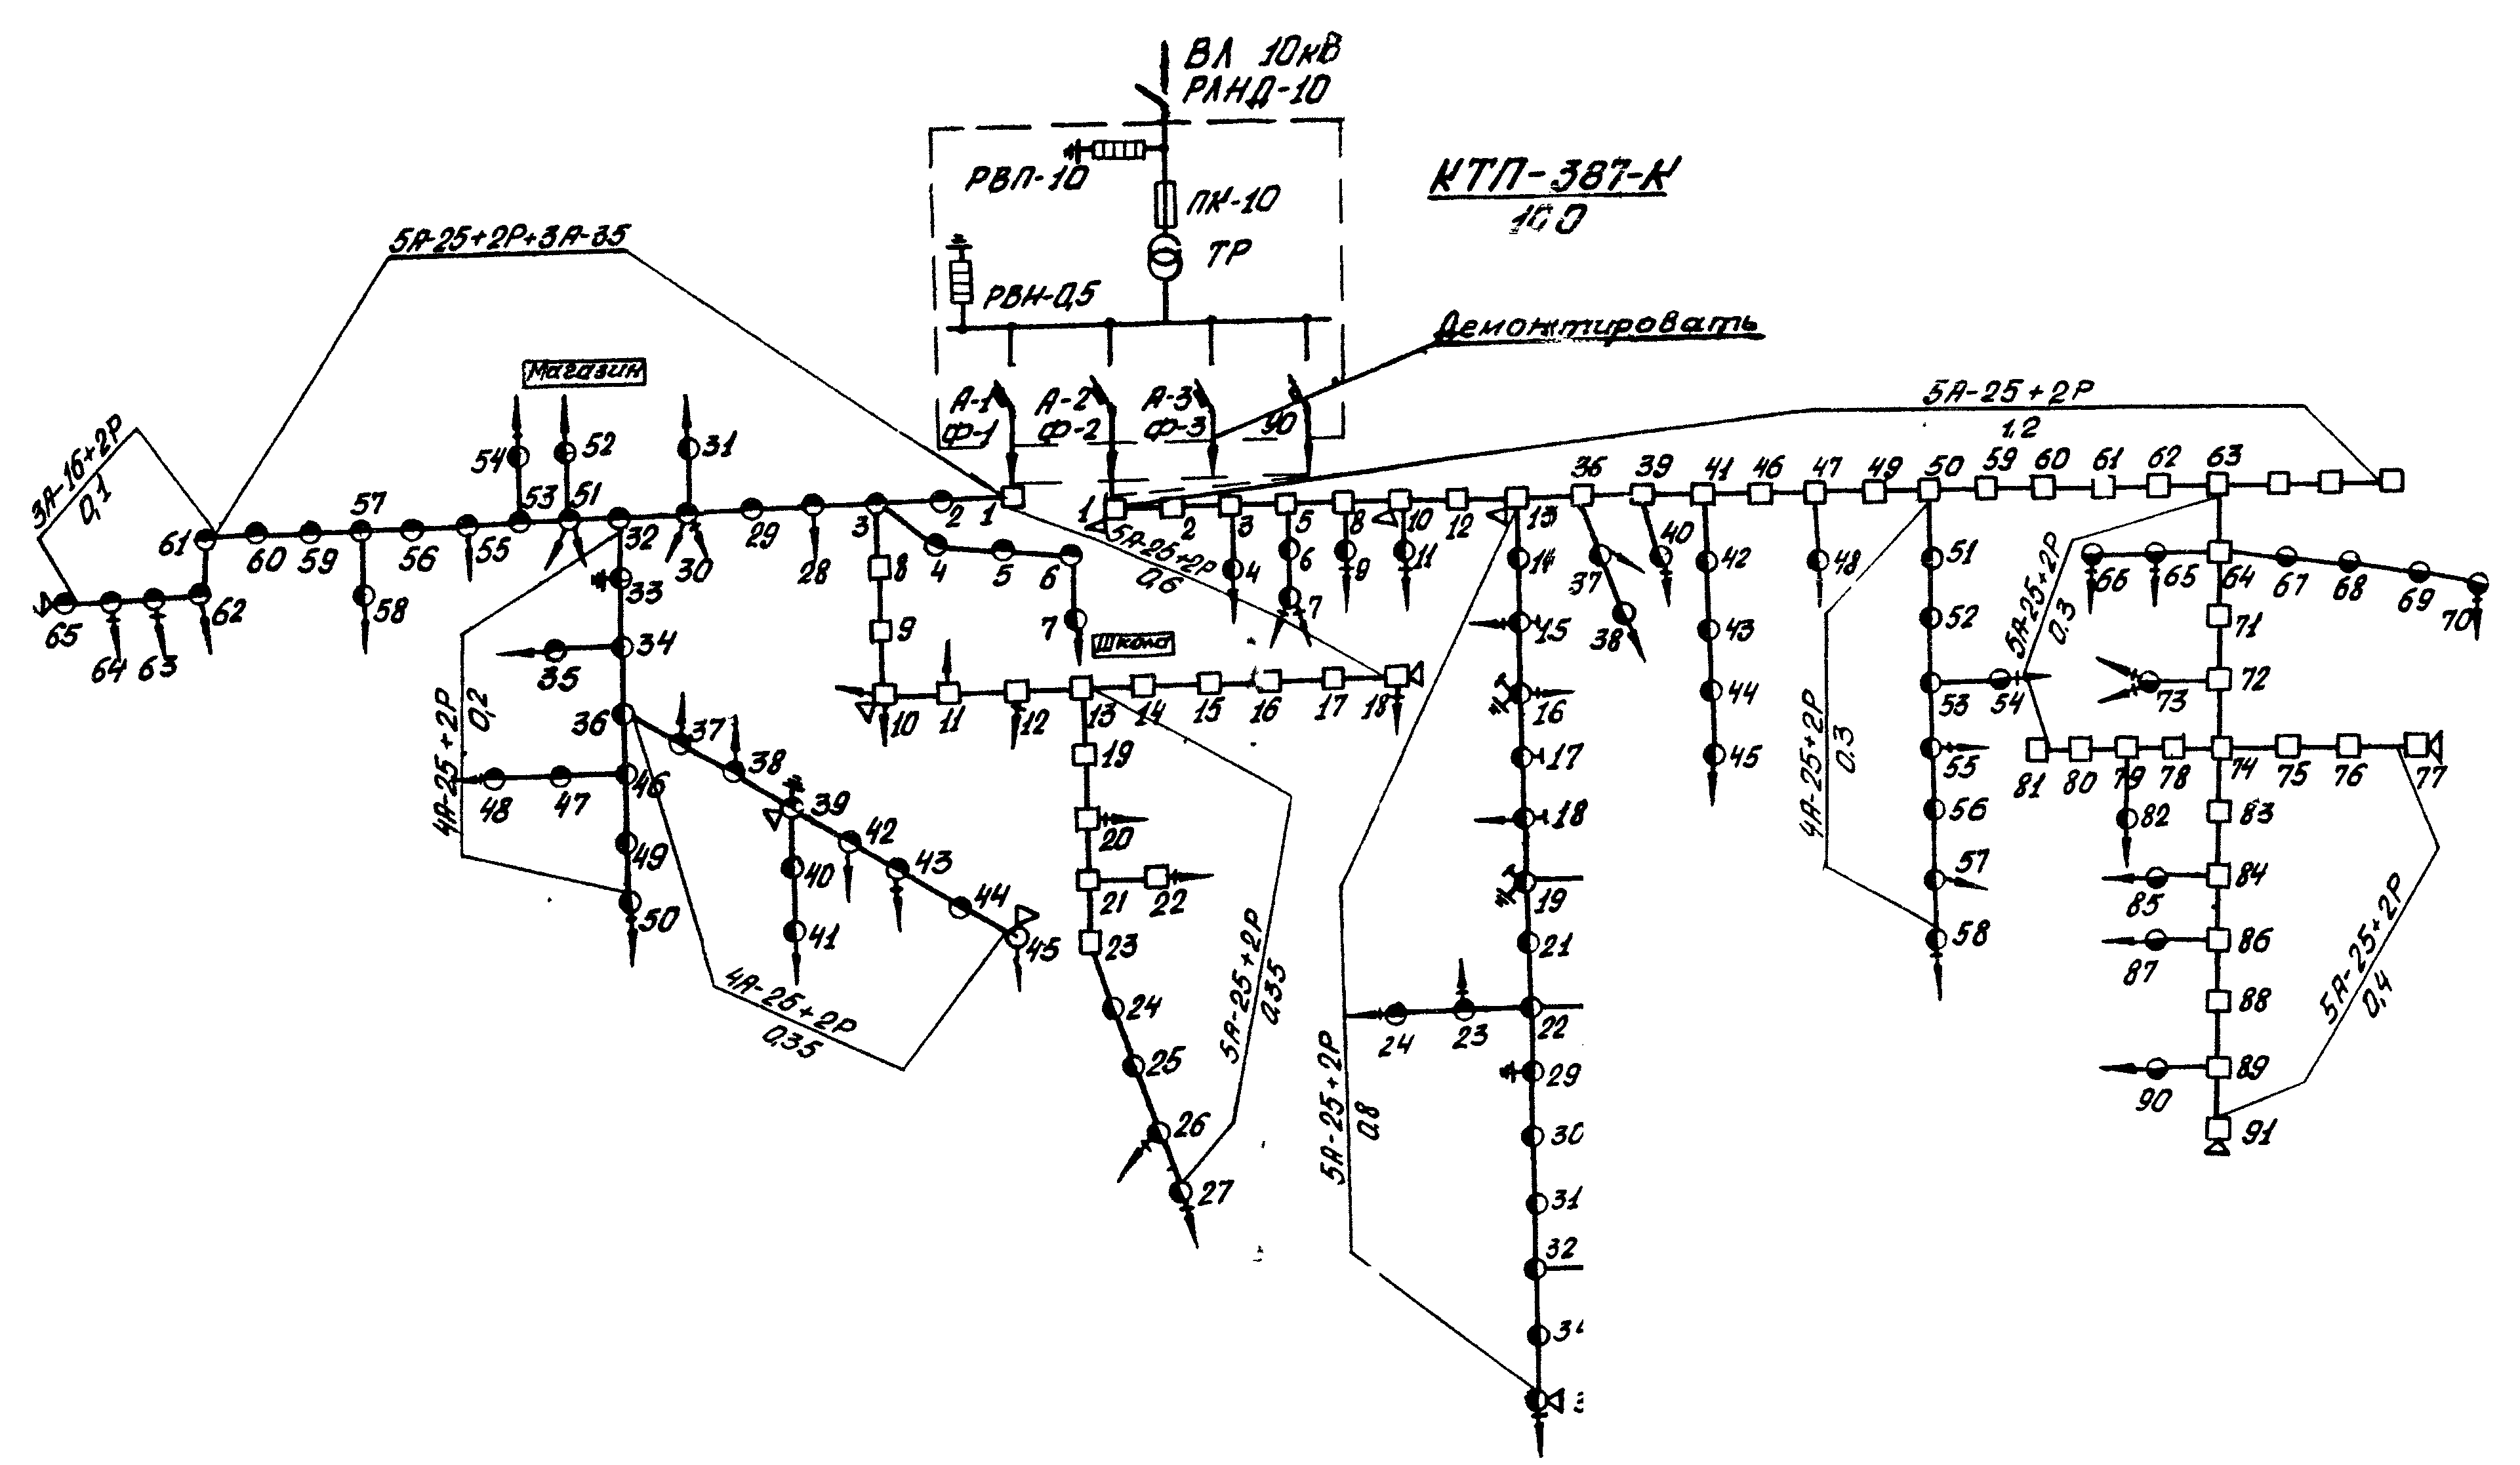 ВЛ 10кВ
РЛНД-10
РВП-10
КТП-387-К
160
ПК-10
ТР
РВН-0,5
5А-25+2Р+3А-35
Демонтировать
Магазин
А-1
Ф-1
А-2
Ф-2
А-3
Ф-3
УО
5А-25+2Р
1,2
3А-16+2Р
0,1
54 52 31
61 60 59 57 56 55 53 51 32 30 29 28 3 2 1
1 2 3 5 8 10 12 13 36 39 41 46 47 49 50 59 60 61 62 63
65 64 63 62 58 33 4 5 6 7
5А-25+2Р
0,6
4 6 7 9 11 14 37 38 40 42 48 51 52
5А-25+2Р
0,3
66 65 64 67 68 69 70
8 9
Школа
34 35
15 43 71
4А-25+2Р
0,2
36 37 38
10 11 12 13 14 15 16 17 18
16 44 53 54 73 72
4А-25+2Р
0,3
48 47 46 39 42 43 44 45
19 17 45 55
81 80 79 78 74 75 76 77
49 40 20 18 56 82 83
50 41 21 22 23 19 57 85 84
21 58 87 86
4А-25+2Р
0,35
5А-25+2Р
0,35
5А-25+2Р
0,4
24 24 23 22 88
25 29 90 89
5А-25+2Р
0,8
26 30 91
27 31
32